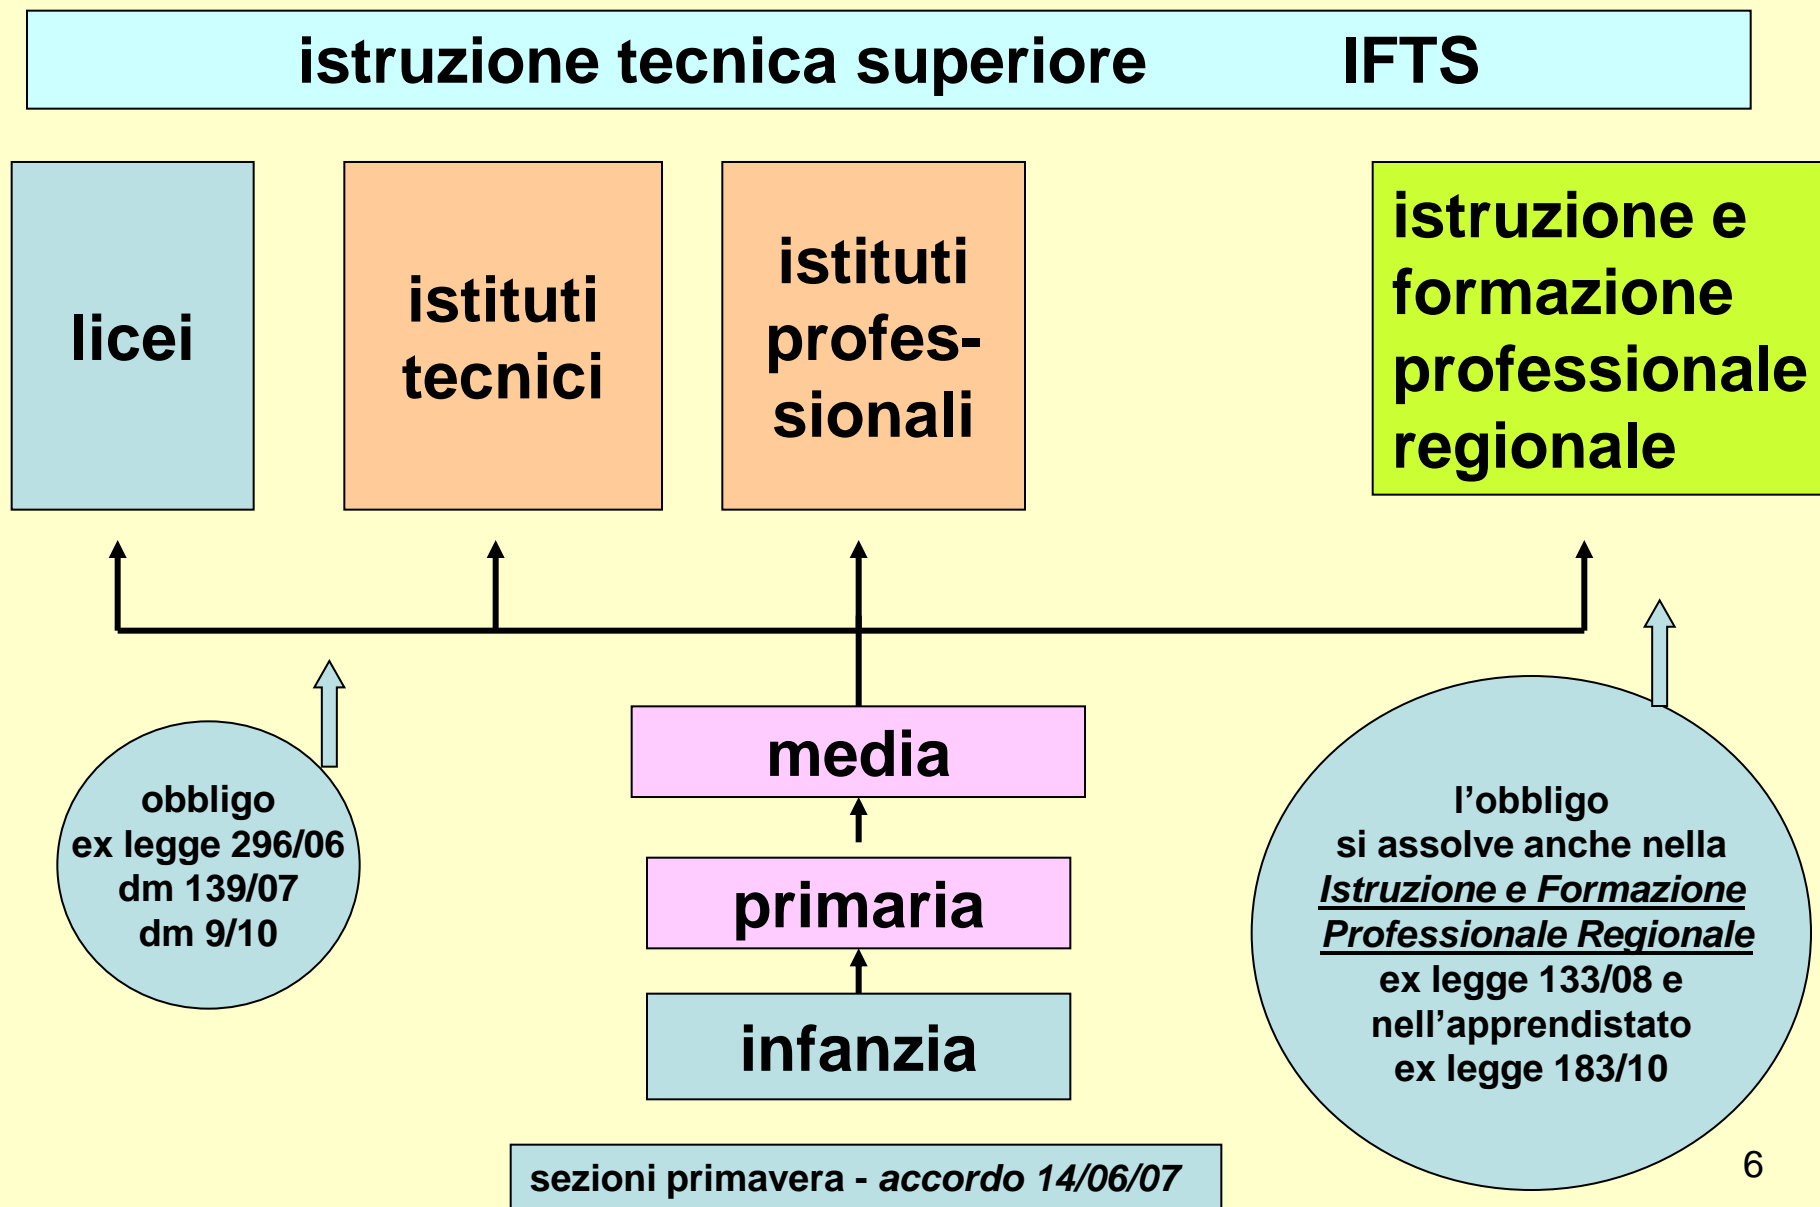 istruzione tecnica superiore IFTS
licei
istituti
tecnici
istituti
profes-
sionali
istruzione e
formazione
professionale
regionale
obbligo
ex legge 296/06
dm 139/07
dm 9/10
media
primaria
infanzia
l’obbligo
si assolve anche nella
Istruzione e Formazione
Professionale Regionale
ex legge 133/08 e
nell’apprendistato
ex legge 183/10
sezioni primavera - accordo 14/06/07
6